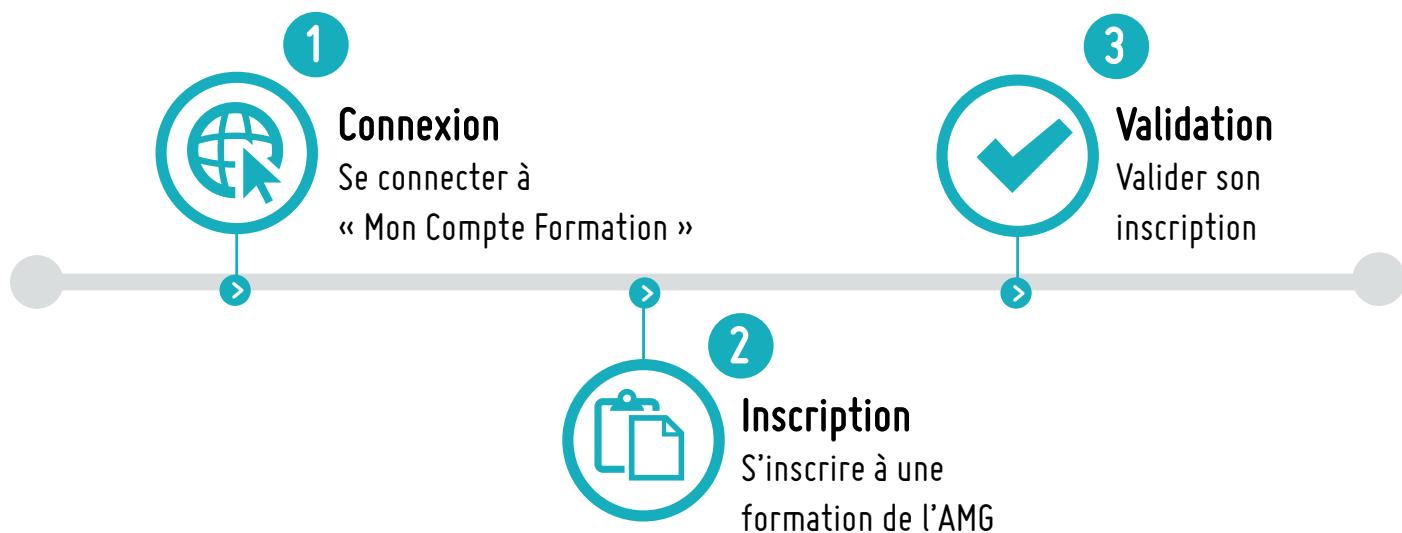 1
Connexion
Se connecter à
« Mon Compte Formation »
2
Inscription
S'inscrire à une
formation de l'AMG
3
Validation
Valider son
inscription